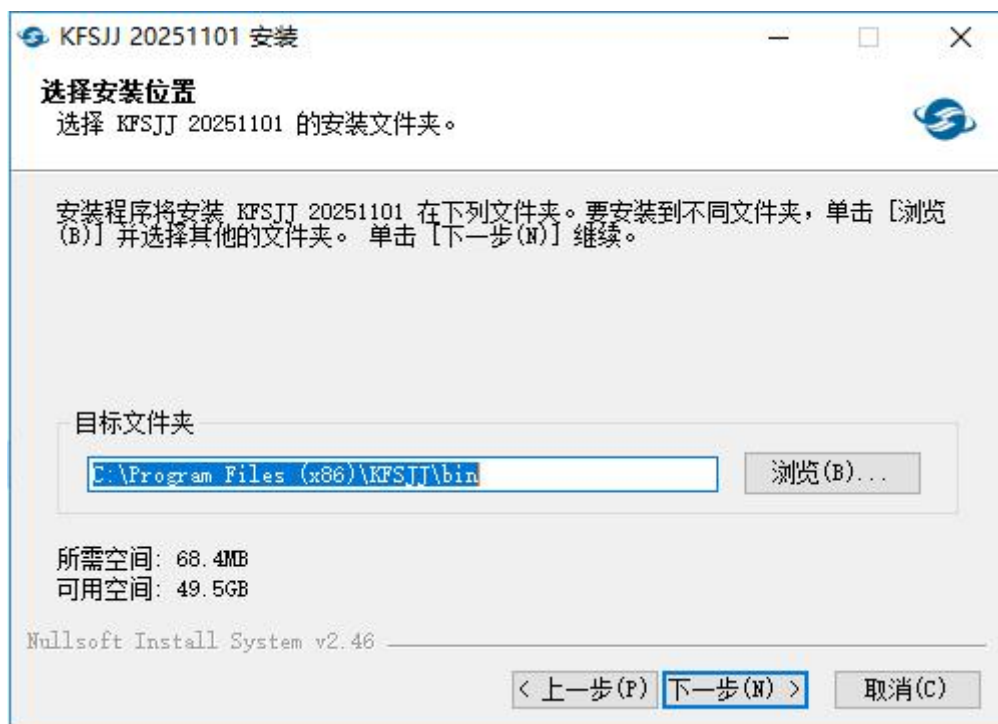 KFSJJ 20251101 安装
选择安装位置
选择 KFSJJ 20251101 的安装文件夹。
安装程序将安装 KFSJJ 20251101 在下列文件夹。要安装到不同文件夹，单击 [浏览
(B)] 并选择其他的文件夹。 单击 [下一步(N)] 继续。
目标文件夹
C:\Program Files (x86)\KFSJJ\bin
浏览(B)...
所需空间: 68.4MB
可用空间: 49.5GB
Nullsoft Install System v2.46
< 上一步(P)
下一步(N) >
取消(C)